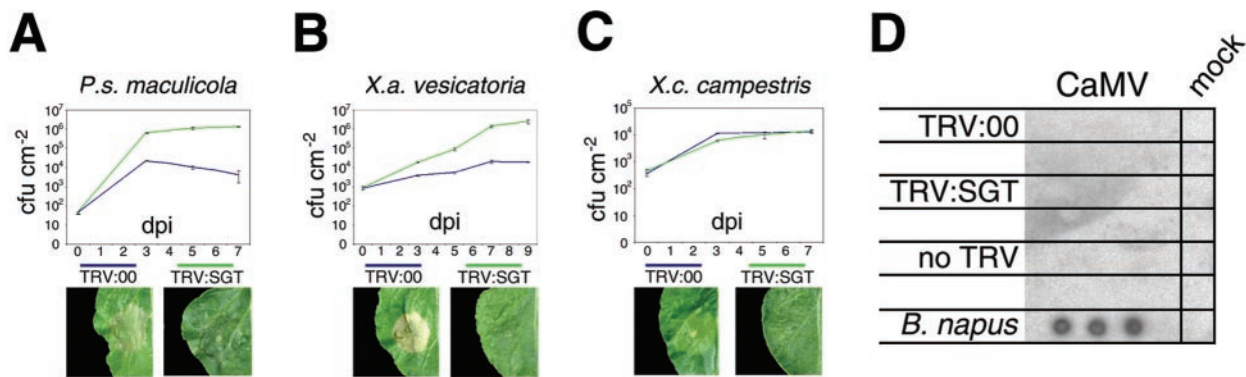 A
P.s. maculicola
10^7
10^6
10^5
10^4
10^3
10^2
10
0
cfu cm^-2
dpi
0 1 2 3 4 5 6 7
TRV:00 TRV:SGT
B
X.a. vesicatoria
10^7
10^6
10^5
10^4
10^3
10^2
10
0
cfu cm^-2
dpi
0 1 2 3 4 5 6 7 8 9
TRV:00 TRV:SGT
C
X.c. campestris
10^5
10^4
10^3
10^2
10
0
cfu cm^-2
dpi
0 1 2 3 4 5 6 7
TRV:00 TRV:SGT
D
CaMV mock
TRV:00
TRV:SGT
no TRV
B. napus